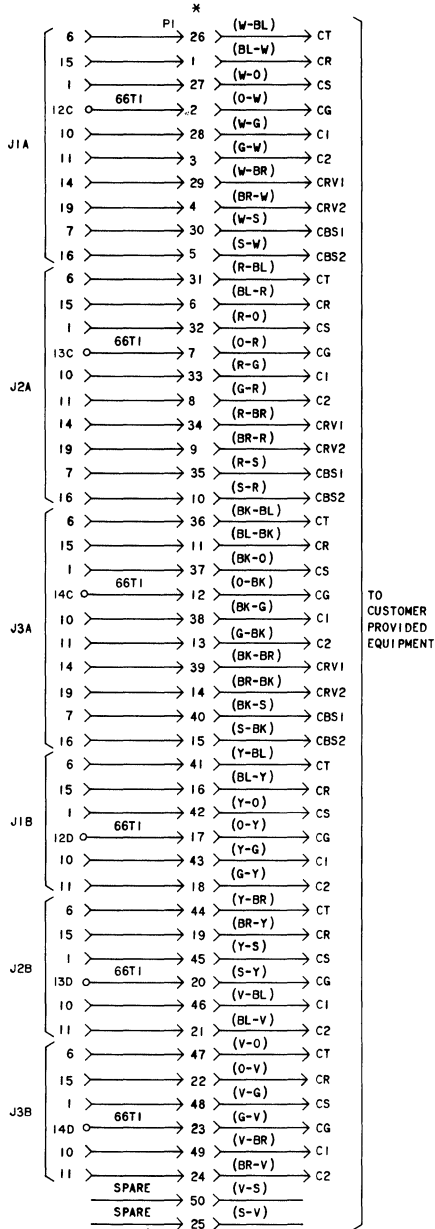 *
P1
J1A
6 26 (W-BL) CT
15 1 (BL-W) CR
1 27 (W-O) CS
12C 66T1 2 (O-W) CG
10 28 (W-G) C1
11 3 (G-W) C2
14 29 (W-BR) CRV1
19 4 (BR-W) CRV2
7 30 (W-S) CBS1
16 5 (S-W) CBS2
J2A
6 31 (R-BL) CT
15 6 (BL-R) CR
1 32 (R-O) CS
13C 66T1 7 (O-R) CG
10 33 (R-G) C1
11 8 (G-R) C2
14 34 (R-BR) CRV1
19 9 (BR-R) CRV2
7 35 (R-S) CBS1
16 10 (S-R) CBS2
J3A
6 36 (BK-BL) CT
15 11 (BL-BK) CR
1 37 (BK-O) CS
14C 66T1 12 (O-BK) CG
10 38 (BK-G) C1
11 13 (G-BK) C2
14 39 (BK-BR) CRV1
19 14 (BR-BK) CRV2
7 40 (BK-S) CBS1
16 15 (S-BK) CBS2
TO
CUSTOMER
PROVIDED
EQUIPMENT
J1B
6 41 (Y-BL) CT
15 16 (BL-Y) CR
1 42 (Y-O) CS
12D 66T1 17 (O-Y) CG
10 43 (Y-G) C1
11 18 (G-Y) C2
J2B
6 44 (Y-BR) CT
15 19 (BR-Y) CR
1 45 (Y-S) CS
13D 66T1 20 (S-Y) CG
10 46 (V-BL) C1
11 21 (BL-V) C2
J3B
6 47 (V-O) CT
15 22 (O-V) CR
1 48 (V-G) CS
14D 66T1 23 (G-V) CG
10 49 (V-BR) C1
11 24 (BR-V) C2
SPARE 50 (V-S)
SPARE 25 (S-V)